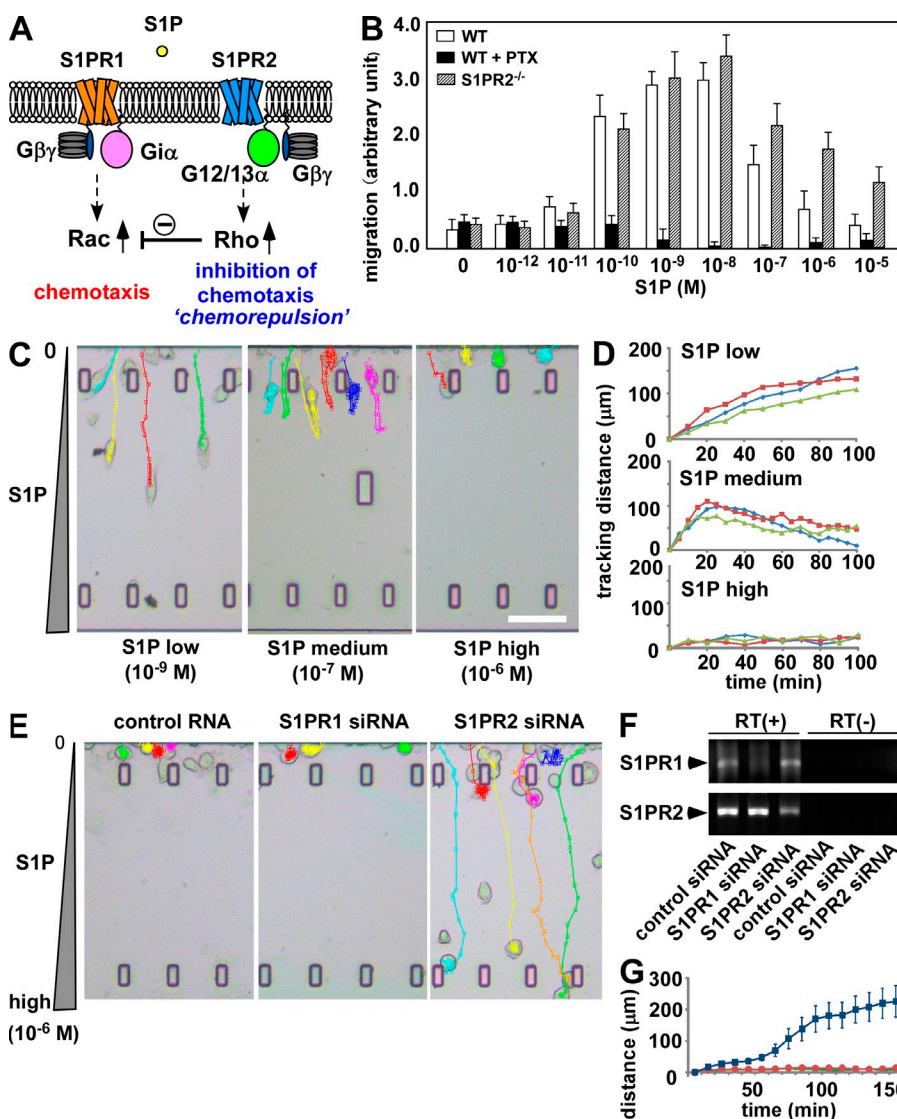 A
S1P
S1PR1
S1PR2
Gβγ
Giα
G12/13α
Gβγ
Rac
Rho
chemotaxis
inhibition of
chemotaxis
'chemorepulsion'
B
WT
WT + PTX
S1PR2-/-
migration (arbitrary unit)
4.0
3.0
2.0
1.0
0.0
0 10-12 10-11 10-10 10-9 10-8 10-7 10-6 10-5
S1P (M)
C
0
S1P
S1P low
(10-9 M)
S1P medium
(10-7 M)
S1P high
(10-6 M)
D
tracking distance (μm)
S1P low
200
100
0
20 40 60 80 100
S1P medium
200
100
0
20 40 60 80 100
S1P high
200
100
0
20 40 60 80 100
time (min)
E
control RNA
S1PR1 siRNA
S1PR2 siRNA
0
S1P
high
(10-6 M)
F
RT(+)
RT(-)
S1PR1
S1PR2
control siRNA
S1PR1 siRNA
S1PR2 siRNA
control siRNA
S1PR1 siRNA
S1PR2 siRNA
G
distance (μm)
300
200
100
0
50 100 150
time (min)